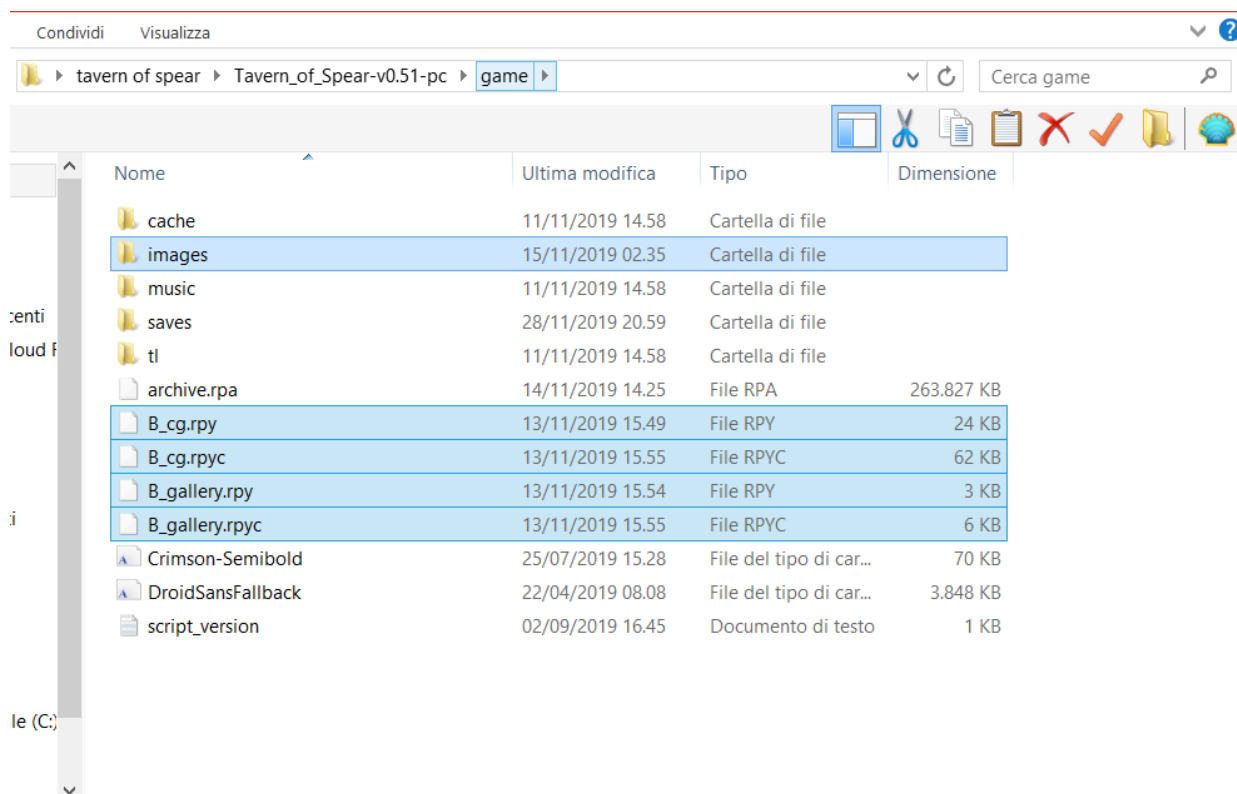 Condividi Visualizza
tavern of spear Tavern_of_Spear-v0.51-pc game Cerca game
Nome Ultima modifica Tipo Dimensione
cache 11/11/2019 14.58 Cartella di file
images 15/11/2019 02.35 Cartella di file
music 11/11/2019 14.58 Cartella di file
centi
saves 28/11/2019 20.59 Cartella di file
loud
tl 11/11/2019 14.58 Cartella di file
archive.rpa 14/11/2019 14.25 File RPA 263.827 KB
B_cg.rpy 13/11/2019 15.49 File RPY 24 KB
B_cg.rpyc 13/11/2019 15.55 File RPYC 62 KB
B_gallery.rpy 13/11/2019 15.54 File RPY 3 KB
B_gallery.rpyc 13/11/2019 15.55 File RPYC 6 KB
Crimson-Semibold 25/07/2019 15.28 File del tipo di car... 70 KB
DroidSansFallback 22/04/2019 08.08 File del tipo di car... 3.848 KB
script_version 02/09/2019 16.45 Documento di testo 1 KB
le (C:)